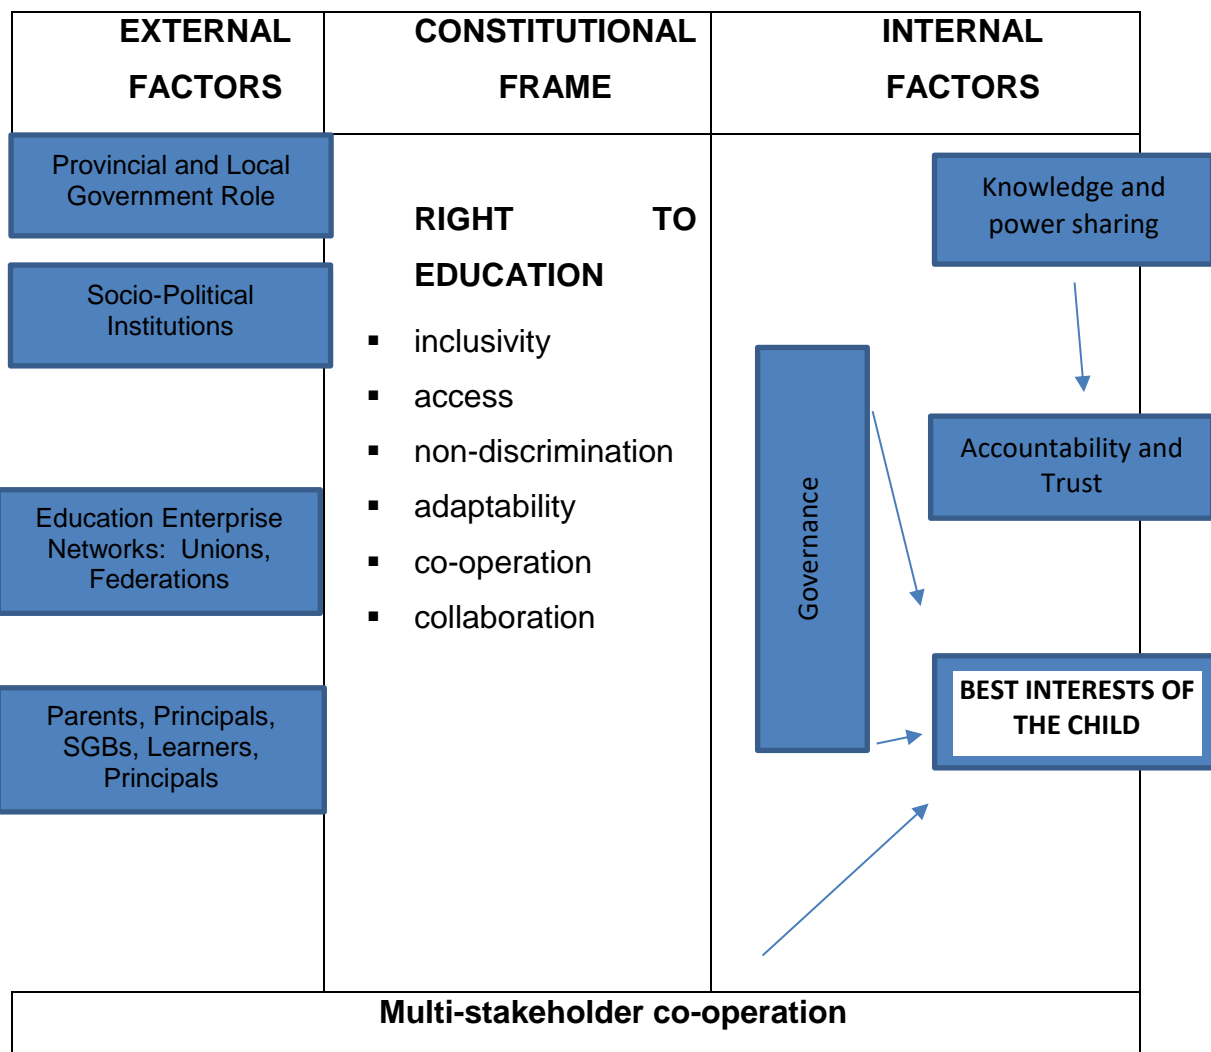 EXTERNAL
FACTORS
CONSTITUTIONAL
FRAME
INTERNAL
FACTORS
Provincial and Local
Government Role
Socio-Political
Institutions
Education Enterprise
Networks: Unions,
Federations
Parents, Principals,
SGBs, Learners,
Principals
RIGHT TO
EDUCATION
▪ inclusivity
▪ access
▪ non-discrimination
▪ adaptability
▪ co-operation
▪ collaboration
Knowledge and
power sharing
Governance
Accountability and
Trust
BEST INTERESTS OF
THE CHILD
Multi-stakeholder co-operation